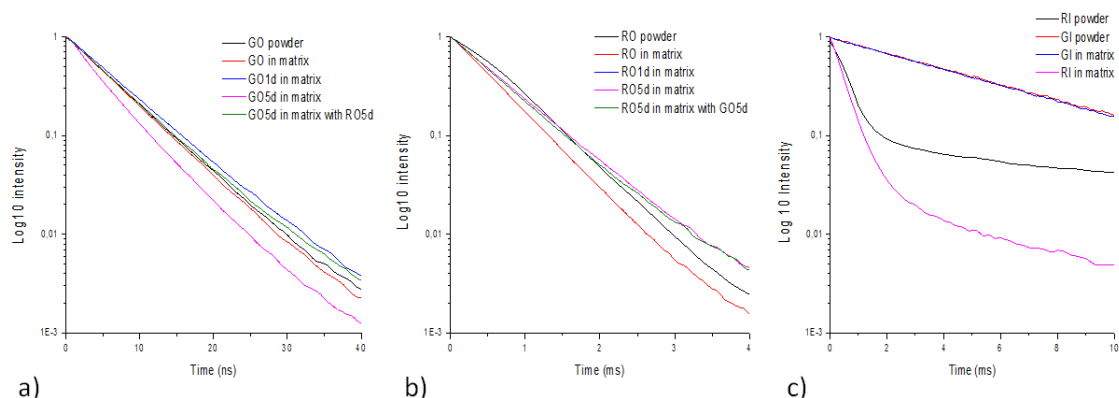 GO powder
GO in matrix
GO1d in matrix
GO5d in matrix
GO5d in matrix with RO5d
Log10 intensity
1
0,1
0,01
1E-3
0 10 20 30 40
Time (ns)
a)
RO powder
RO in matrix
RO1d in matrix
RO5d in matrix
RO5d in matrix with GO5d
Log10 intensity
1
0,1
0,01
1E-3
0 1 2 3 4
Time (ms)
b)
RI powder
GI powder
GI in matrix
RI in matrix
Log 10 Intensity
1
0,1
0,01
1E-3
0 2 4 6 8 10
Time (ms)
c)